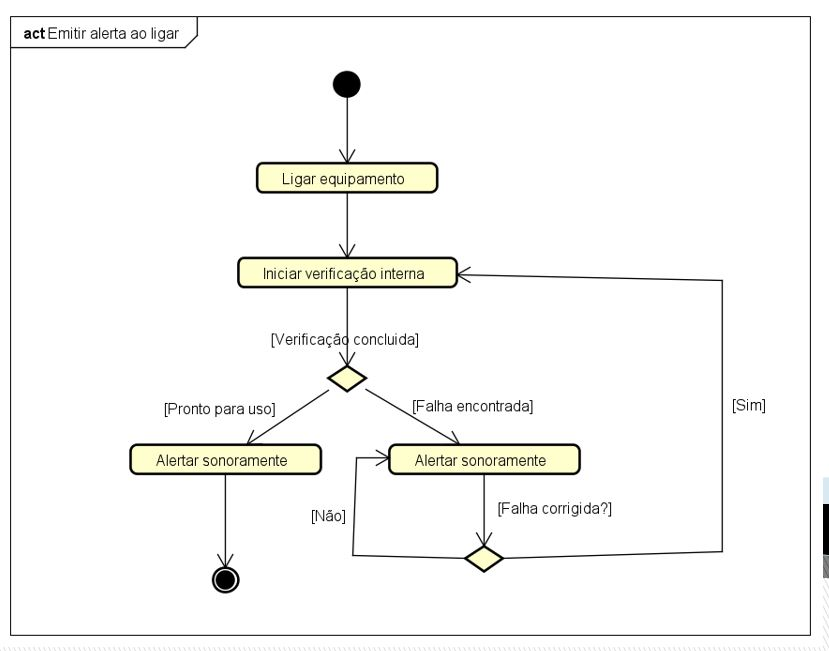 act Emitir alerta ao ligar
Ligar equipamento
Iniciar verificação interna
[Verificação concluida]
[Pronto para uso]
[Falha encontrada]
[Sim]
Alertar sonoramente
Alertar sonoramente
[Não]
[Falha corrigida?]